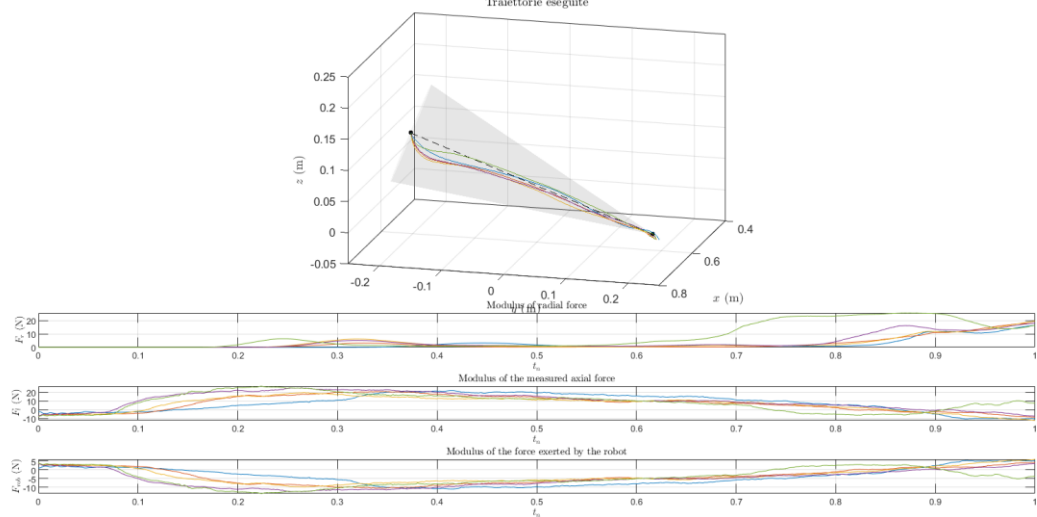 Traiettorie eseguite
0.25
0.2
0.15
0.1
0.05
0
-0.05
z (m)
-0.2
-0.1
0
0.1
0.2
0.4
0.6
0.8
x (m)
y (m)
Modulus of radial force
20
10
0
F_r (N)
0 0.1 0.2 0.3 0.4 0.5 0.6 0.7 0.8 0.9 1
t_n
Modulus of the measured axial force
20
10
0
-10
(N)
0 0.1 0.2 0.3 0.4 0.5 0.6 0.7 0.8 0.9 1
t_n
Modulus of the force exerted by the robot
5
0
-5
-10
(N)
0 0.1 0.2 0.3 0.4 0.5 0.6 0.7 0.8 0.9 1
t_n